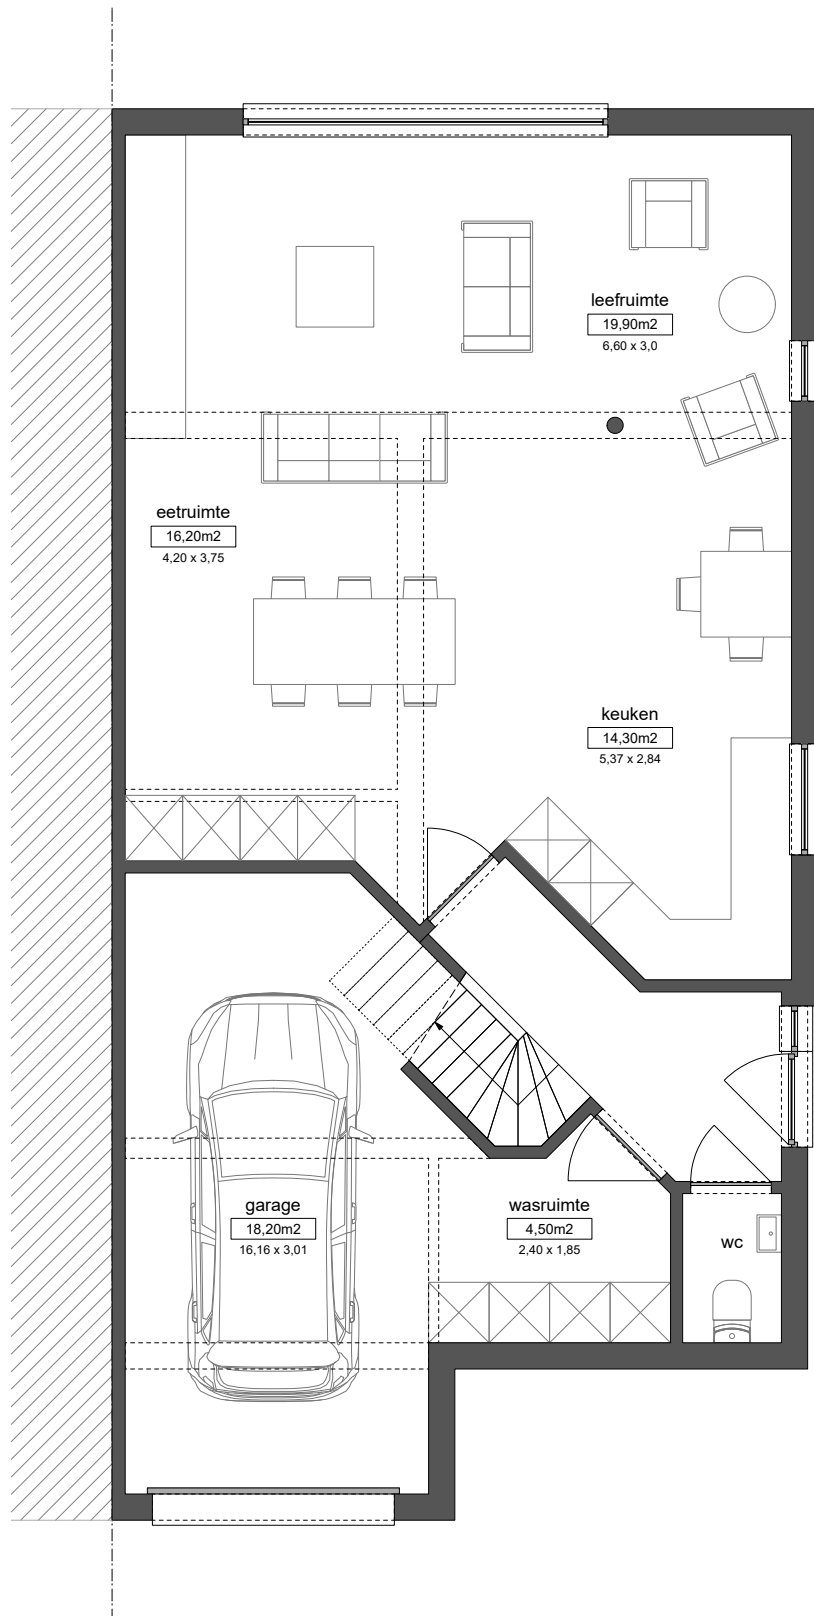 leefruimte
19,90m2
6,60 x 3,0
eetruimte
16,20m2
4,20 x 3,75
keuken
14,30m2
5,37 x 2,84
garage
18,20m2
16,16 x 3,01
wasruimte
4,50m2
2,40 x 1,85
wc